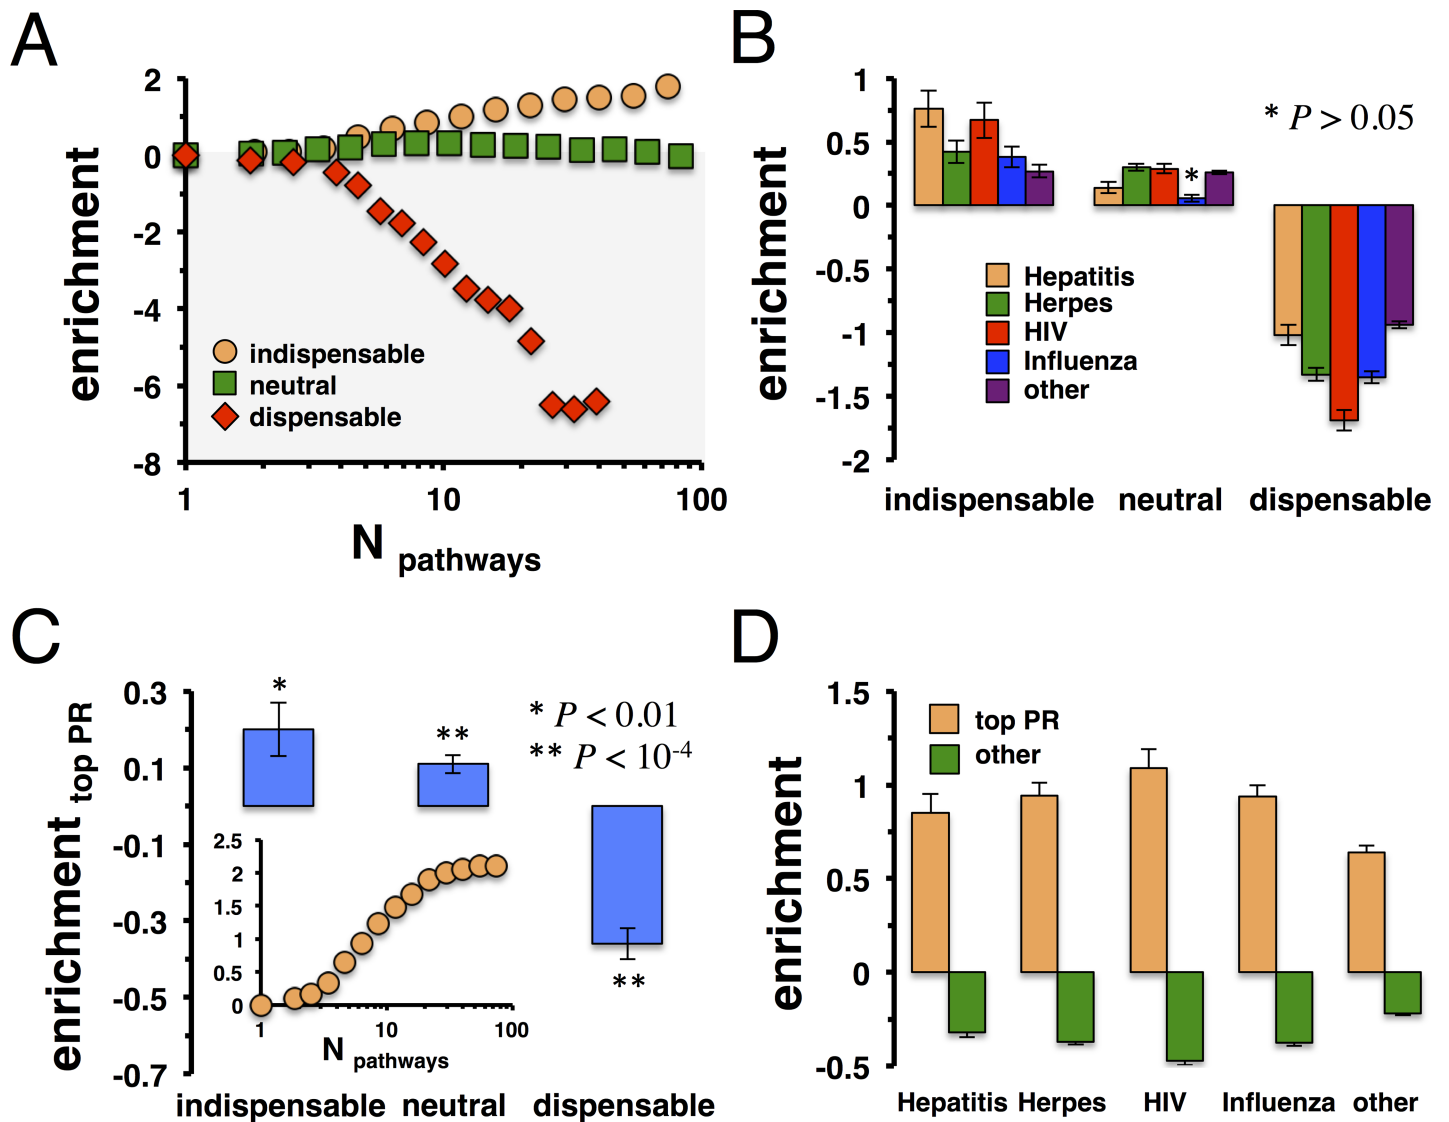 A
2
0
-2
-4
-6
-8
enrichment
indispensable
neutral
dispensable
1
10
100
N pathways
B
1
0.5
0
-0.5
-1
-1.5
-2
enrichment
* P > 0.05
*
Hepatitis
Herpes
HIV
Influenza
other
indispensable
neutral
dispensable
C
0.3
0.1
-0.1
-0.3
-0.5
-0.7
enrichment top PR
*
**
* P < 0.01
** P < 10-4
**
2.5
2
1.5
1
0.5
0
1
10
100
N pathways
indispensable
neutral
dispensable
D
1.5
1
0.5
0
-0.5
enrichment
top PR
other
Hepatitis
Herpes
HIV
Influenza
other